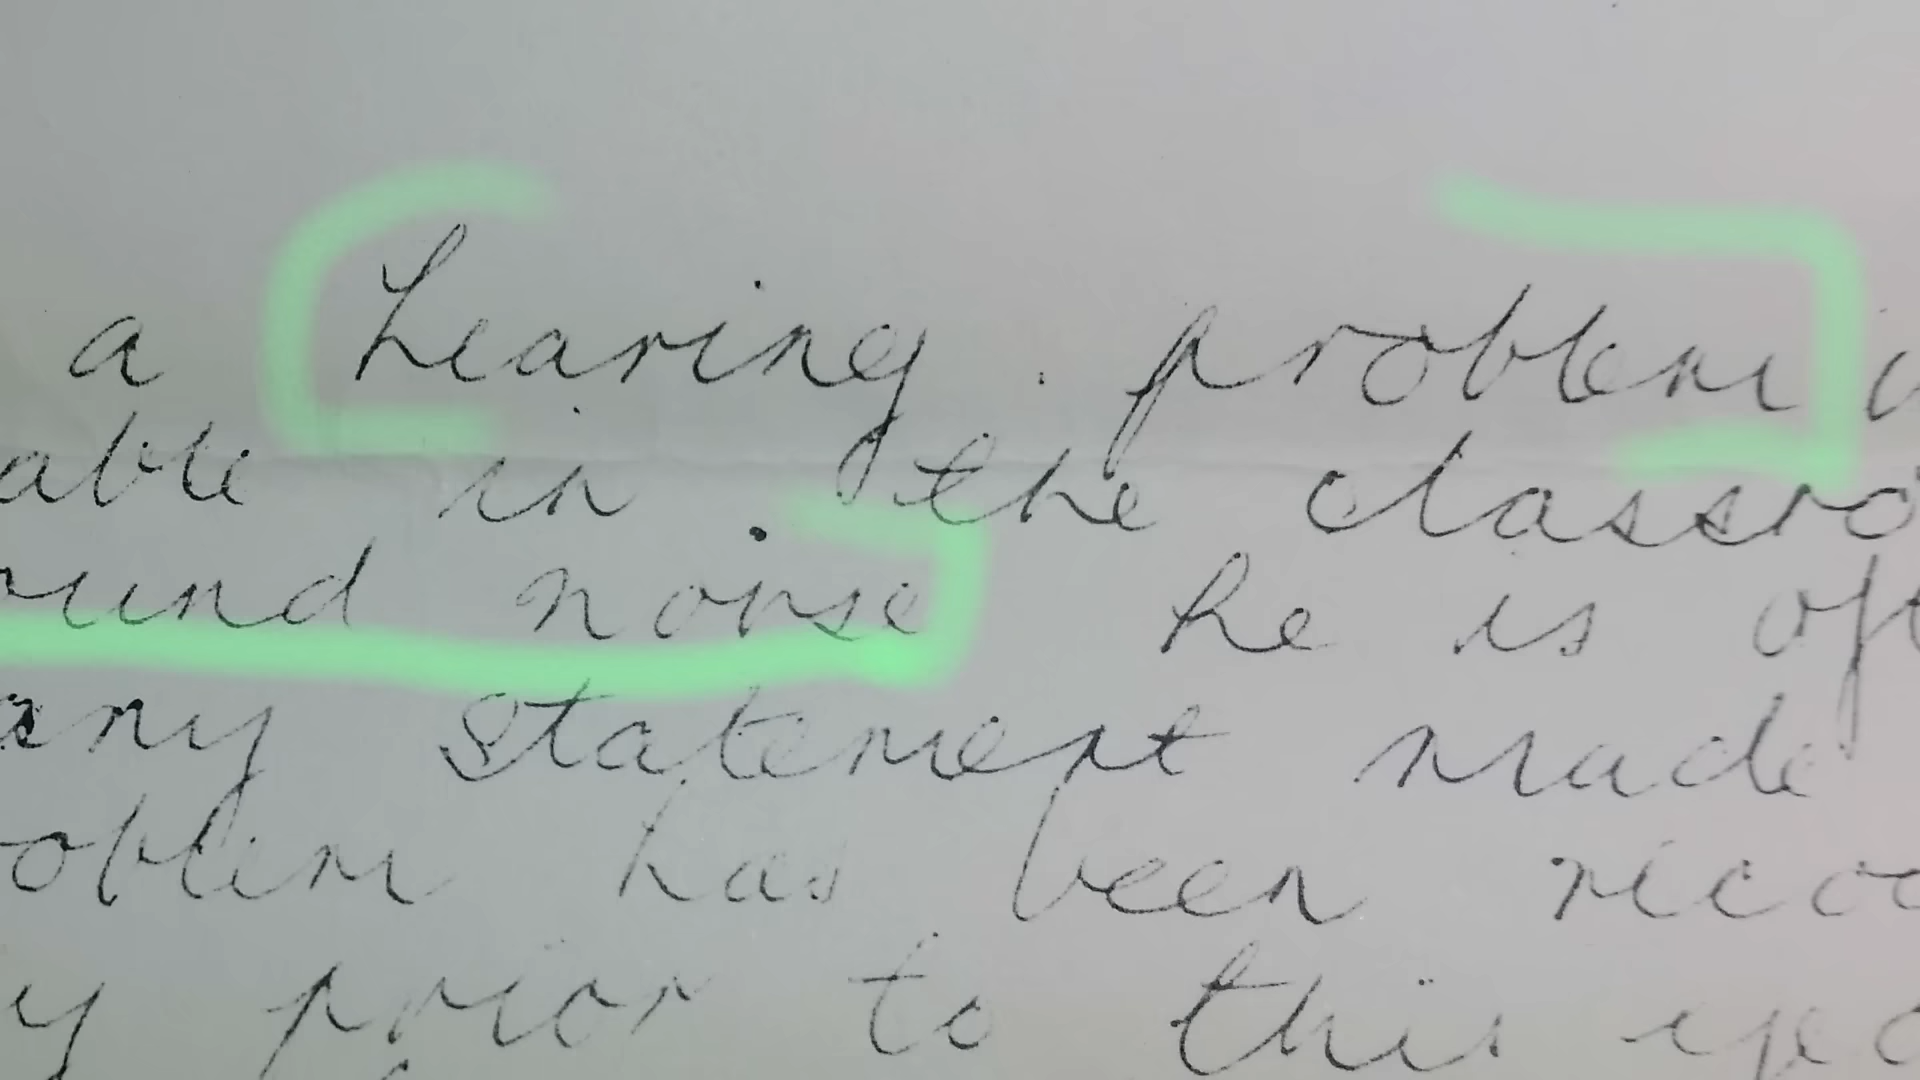 a hearing problem
able in the classro
ound noise he is oft
any statement made
oblem has been reco
y prior to this